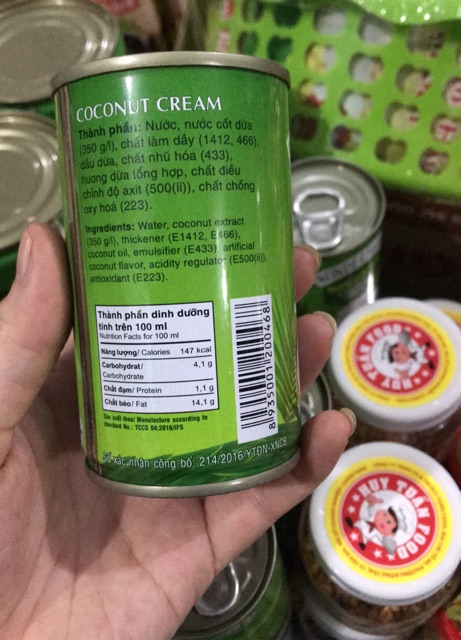 COCONUT CREAM
Thành phần: Nước, nước cốt dừa
(350 g/l), chất làm dầy (1412, 466),
dầu dừa, chất nhũ hóa (433),
hương dừa tổng hợp, chất điều
chỉnh độ axit (500(ii)), chất chống
oxy hoá (223).
Ingredients: Water, coconut extract
(350 g/l), thickener (E1412, E466),
coconut oil, emulsifier (E433), artificial
coconut flavor, acidity regulator (E500(ii)),
antioxidant (E223).
Thành phần dinh dưỡng
tính trên 100 ml
Nutrition Facts for 100 ml
Năng lượng/ Calories 147 kcal
Carbohydrat/ 4,1 g
Carbohydrate
Chất đạm/ Protein 1,1 g
Chất béo/ Fat 14,1 g
Sản xuất theo/ Manufacture according to
standard No : TCCS 04:2016/IFS
8 935001 200468
Số xác nhận công bố: 214/2016/YTĐN-XNCB
HUY TUẤN FOOD
HUY TUẤN FOOD